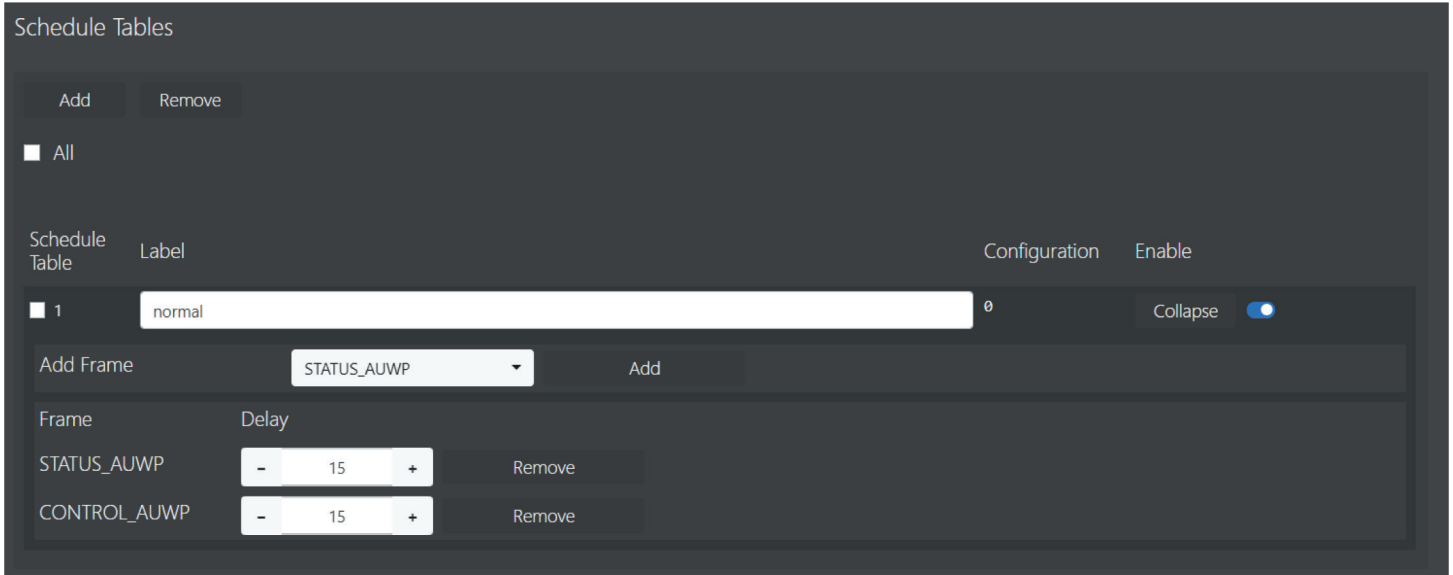 Schedule Tables
Add Remove
All
Schedule Table Label Configuration Enable
1 normal 0 Collapse
Add Frame STATUS_AUWP Add
Frame Delay
STATUS_AUWP - 15 + Remove
CONTROL_AUWP - 15 + Remove